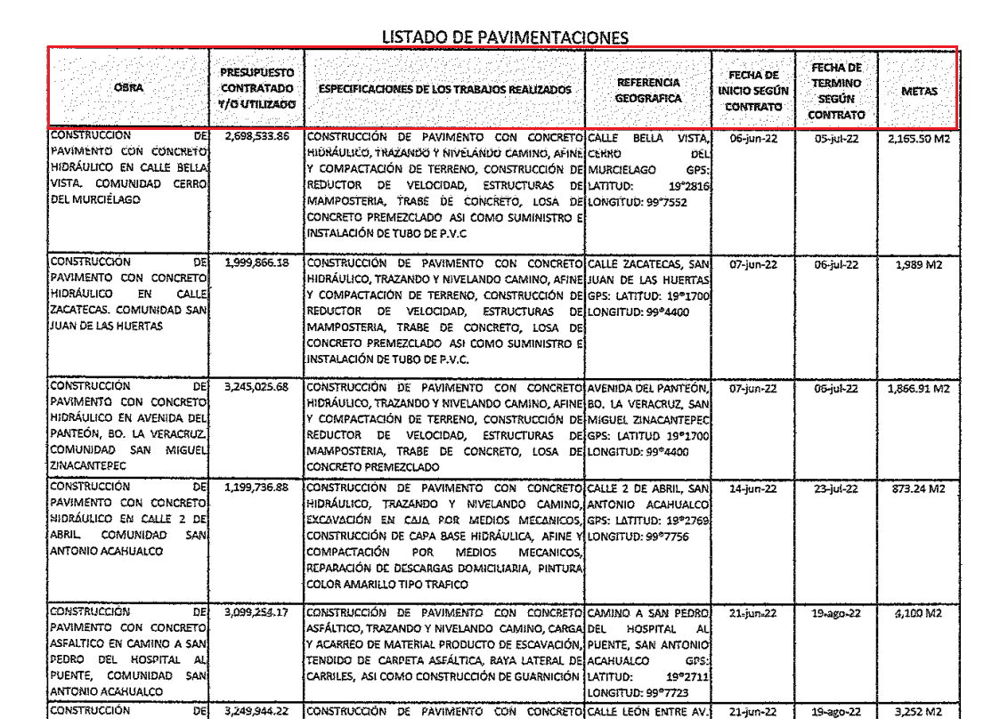 LISTADO DE PAVIMENTACIONES
OBRA
PRESUPUESTO
CONTRATADO
Y/O UTILIZADO
ESPECIFICACIONES DE LOS TRABAJOS REALIZADOS
REFERENCIA
GEOGRAFICA
FECHA DE
INICIO SEGÚN
CONTRATO
FECHA DE
TERMINO
SEGÚN
CONTRATO
METAS
CONSTRUCCIÓN DE
PAVIMENTO CON CONCRETO
HIDRÁULICO EN CALLE BELLA
VISTA. COMUNIDAD CERRO
DEL MURCIÉLAGO
2,698,533.86
CONSTRUCCIÓN DE PAVIMENTO CON CONCRETO
HIDRÁULICO, TRAZANDO Y NIVELANDO CAMINO, AFINE
Y COMPACTACIÓN DE TERRENO, CONSTRUCCIÓN DE
REDUCTOR DE VELOCIDAD, ESTRUCTURAS DE
MAMPOSTERIA, TRABE DE CONCRETO, LOSA DE
CONCRETO PREMEZCLADO ASI COMO SUMINISTRO E
INSTALACIÓN DE TUBO DE P.V.C
CALLE BELLA VISTA,
CERRO DEL
MURCIELAGO GPS:
LATITUD: 19°2816
LONGITUD: 99°7552
06-jun-22
05-jul-22
2,165.50 M2
CONSTRUCCIÓN DE
PAVIMENTO CON CONCRETO
HIDRÁULICO EN CALLE
ZACATECAS. COMUNIDAD SAN
JUAN DE LAS HUERTAS
1,999,866.18
CONSTRUCCIÓN DE PAVIMENTO CON CONCRETO
HIDRÁULICO, TRAZANDO Y NIVELANDO CAMINO, AFINE
Y COMPACTACIÓN DE TERRENO, CONSTRUCCIÓN DE
REDUCTOR DE VELOCIDAD, ESTRUCTURAS DE
MAMPOSTERIA, TRABE DE CONCRETO, LOSA DE
CONCRETO PREMEZCLADO ASI COMO SUMINISTRO E
INSTALACIÓN DE TUBO DE P.V.C.
CALLE ZACATECAS, SAN
JUAN DE LAS HUERTAS
GPS: LATITUD: 19°1700
LONGITUD: 99°4400
07-jun-22
06-jul-22
1,989 M2
CONSTRUCCIÓN DE
PAVIMENTO CON CONCRETO
HIDRÁULICO EN AVENIDA DEL
PANTEÓN, BO. LA VERACRUZ.
COMUNIDAD SAN MIGUEL
ZINACANTEPEC
3,245,025.68
CONSTRUCCIÓN DE PAVIMENTO CON CONCRETO
HIDRÁULICO, TRAZANDO Y NIVELANDO CAMINO, AFINE
Y COMPACTACIÓN DE TERRENO, CONSTRUCCIÓN DE
REDUCTOR DE VELOCIDAD, ESTRUCTURAS DE
MAMPOSTERIA, TRABE DE CONCRETO, LOSA DE
CONCRETO PREMEZCLADO
AVENIDA DEL PANTEÓN,
BO. LA VERACRUZ, SAN
MIGUEL ZINACANTEPEC
GPS: LATITUD 19°1700
LONGITUD: 99°4400
07-jun-22
06-jul-22
1,866.91 M2
CONSTRUCCIÓN DE
PAVIMENTO CON CONCRETO
HIDRÁULICO EN CALLE 2 DE
ABRIL. COMUNIDAD SAN
ANTONIO ACAHUALCO
1,199,736.88
CONSTRUCCIÓN DE PAVIMENTO CON CONCRETO
HIDRÁULICO, TRAZANDO Y NIVELANDO CAMINO,
EXCAVACIÓN EN CAJA POR MEDIOS MECANICOS,
CONSTRUCCIÓN DE CAPA BASE HIDRÁULICA, AFINE Y
COMPACTACIÓN POR MEDIOS MECANICOS,
REPARACIÓN DE DESCARGAS DOMICILIARIA, PINTURA
COLOR AMARILLO TIPO TRAFICO
CALLE 2 DE ABRIL, SAN
ANTONIO ACAHUALCO
GPS: LATITUD: 19°2769
LONGITUD: 99°7756
14-jun-22
23-jul-22
873.24 M2
CONSTRUCCIÓN DE
PAVIMENTO CON CONCRETO
ASFALTICO EN CAMINO A SAN
PEDRO DEL HOSPITAL AL
PUENTE, COMUNIDAD SAN
ANTONIO ACAHUALCO
3,099,254.17
CONSTRUCCIÓN DE PAVIMENTO CON CONCRETO
ASFÁLTICO, TRAZANDO Y NIVELANDO CAMINO, CARGA
Y ACARREO DE MATERIAL PRODUCTO DE ESCAVACIÓN,
TENDIDO DE CARPETA ASFÁLTICA, RAYA LATERAL DE
CARRILES, ASI COMO CONSTRUCCIÓN DE GUARNICIÓN
CAMINO A SAN PEDRO
DEL HOSPITAL AL
PUENTE, SAN ANTONIO
ACAHUALCO GPS:
LATITUD: 19°2711
LONGITUD: 99°7723
21-jun-22
19-ago-22
4,100 M2
CONSTRUCCIÓN DE
3,249,944.22
CONSTRUCCIÓN DE PAVIMENTO CON CONCRETO
CALLE LEÓN ENTRE AV.
21-jun-22
19-ago-22
3,252 M2